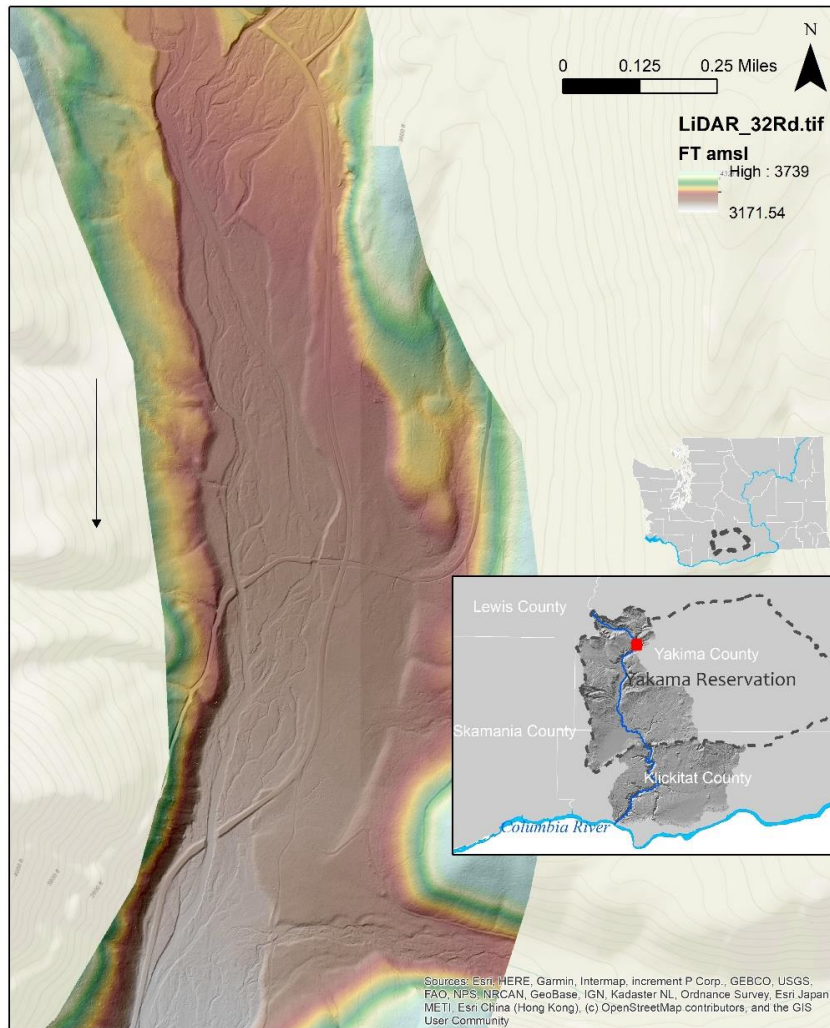 N
0 0.125 0.25 Miles
LiDAR_32Rd.tif
FT amsl
High : 3739
3171.54
3600 ft
Lewis County
Yakima County
Yakama Reservation
Skamania County
Klickitat County
Columbia River
Sources: Esri, HERE, Garmin, Intermap, increment P Corp., GEBCO, USGS,
FAO, NPS, NRCAN, GeoBase, IGN, Kadaster NL, Ordnance Survey, Esri Japan,
METI, Esri China (Hong Kong), (c) OpenStreetMap contributors, and the GIS
User Community